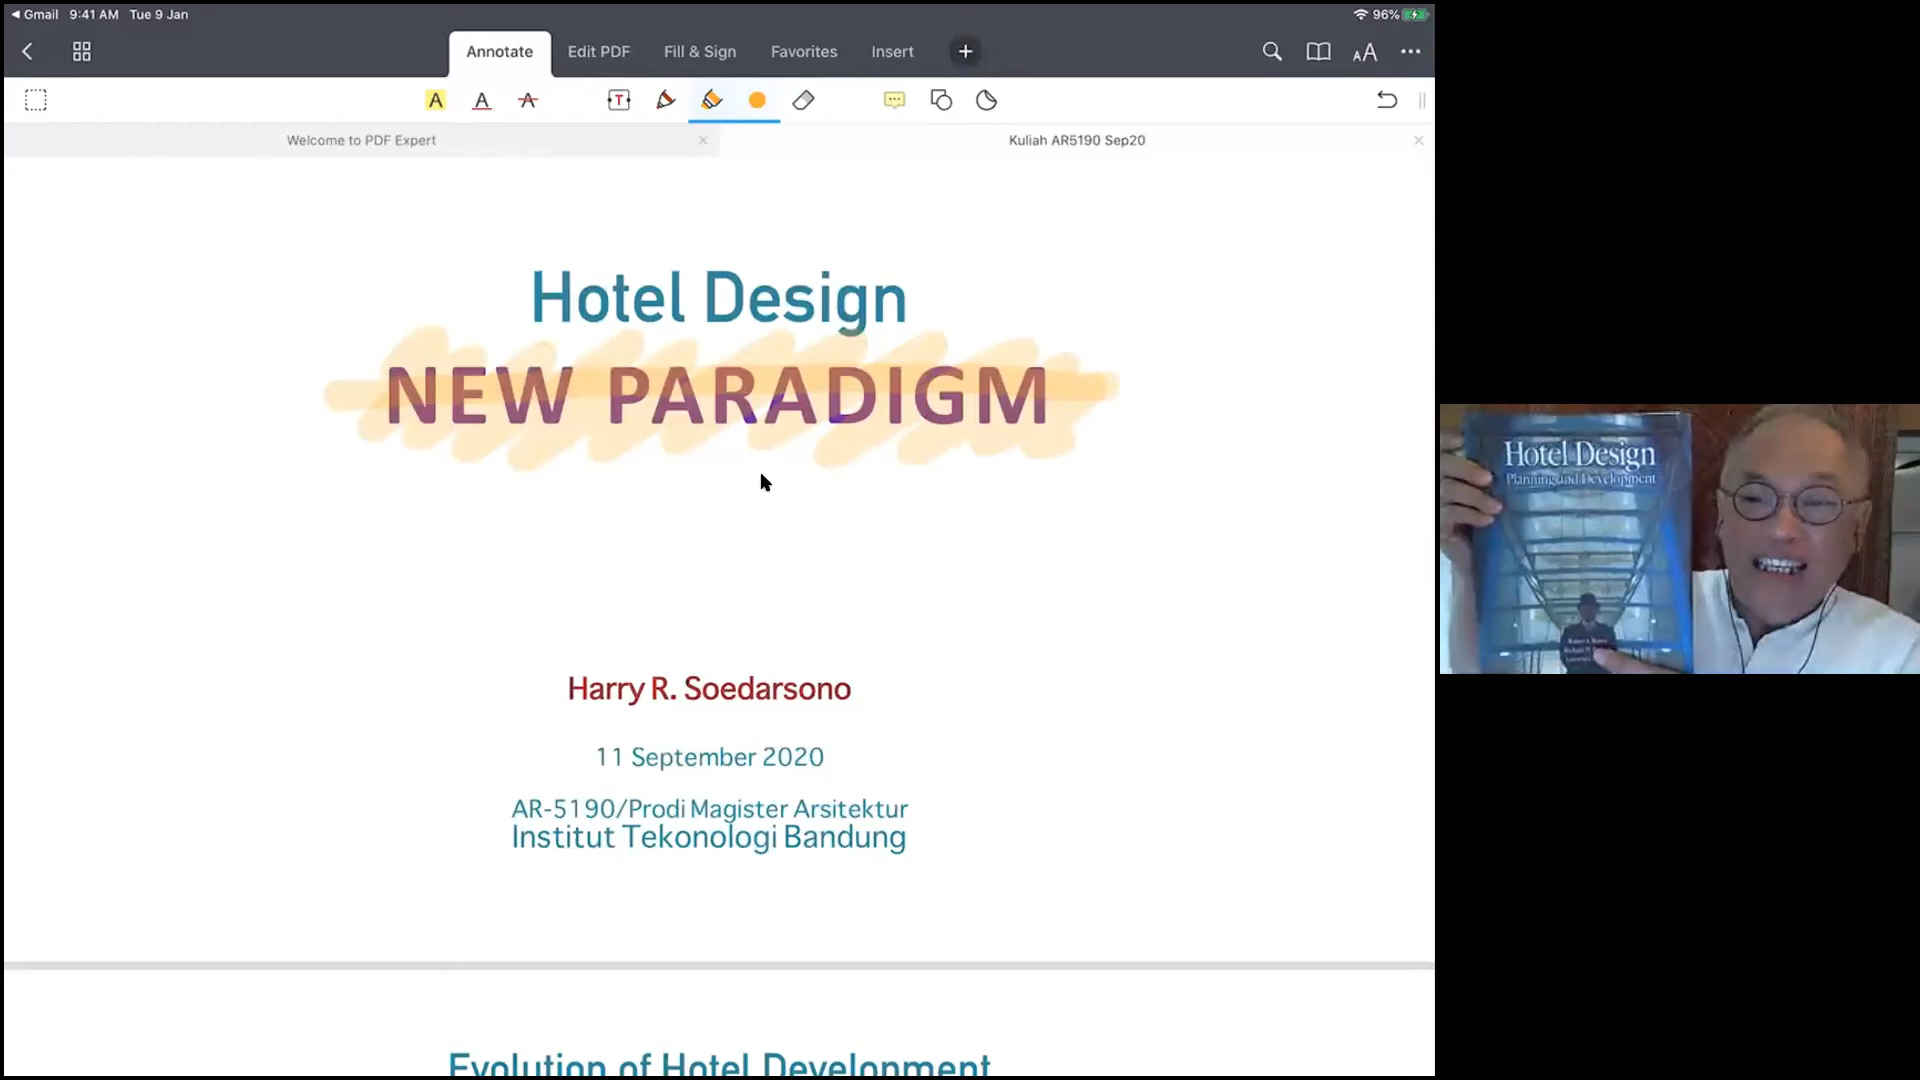 Gmail 9:41 AM Tue 9 Jan 96%
Annotate Edit PDF Fill & Sign Favorites Insert
AA
A A A T
Welcome to PDF Expert
Kuliah AR5190 Sep20
Hotel Design
NEW PARADIGM
Harry R. Soedarsono
11 September 2020
AR-5190/Prodi Magister Arsitektur
Institut Tekonologi Bandung
Evolution of Hotel Development
Hotel Design
Planning and Development